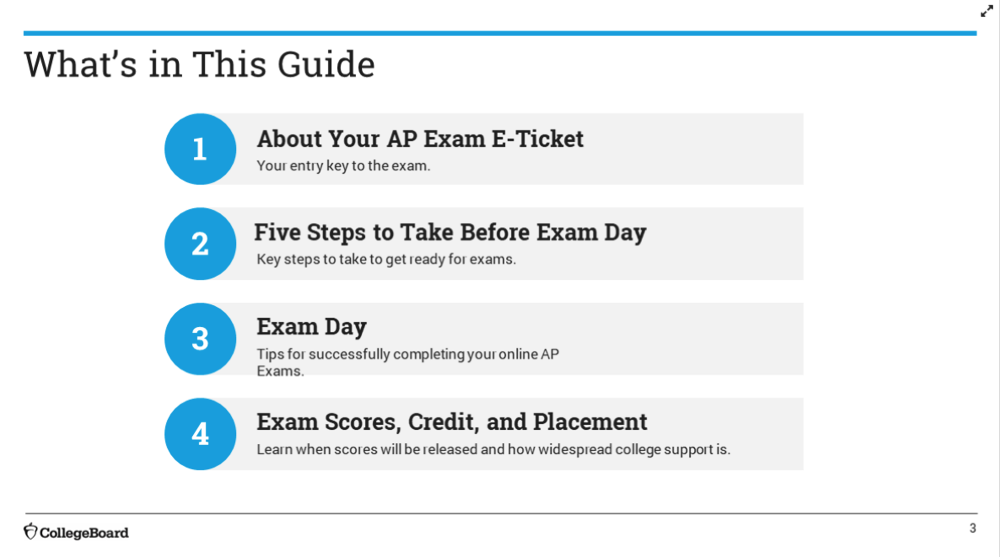 What’s in This Guide
1
About Your AP Exam E-Ticket
Your entry key to the exam.
2
Five Steps to Take Before Exam Day
Key steps to take to get ready for exams.
3
Exam Day
Tips for successfully completing your online AP
Exams.
4
Exam Scores, Credit, and Placement
Learn when scores will be released and how widespread college support is.
CollegeBoard
3